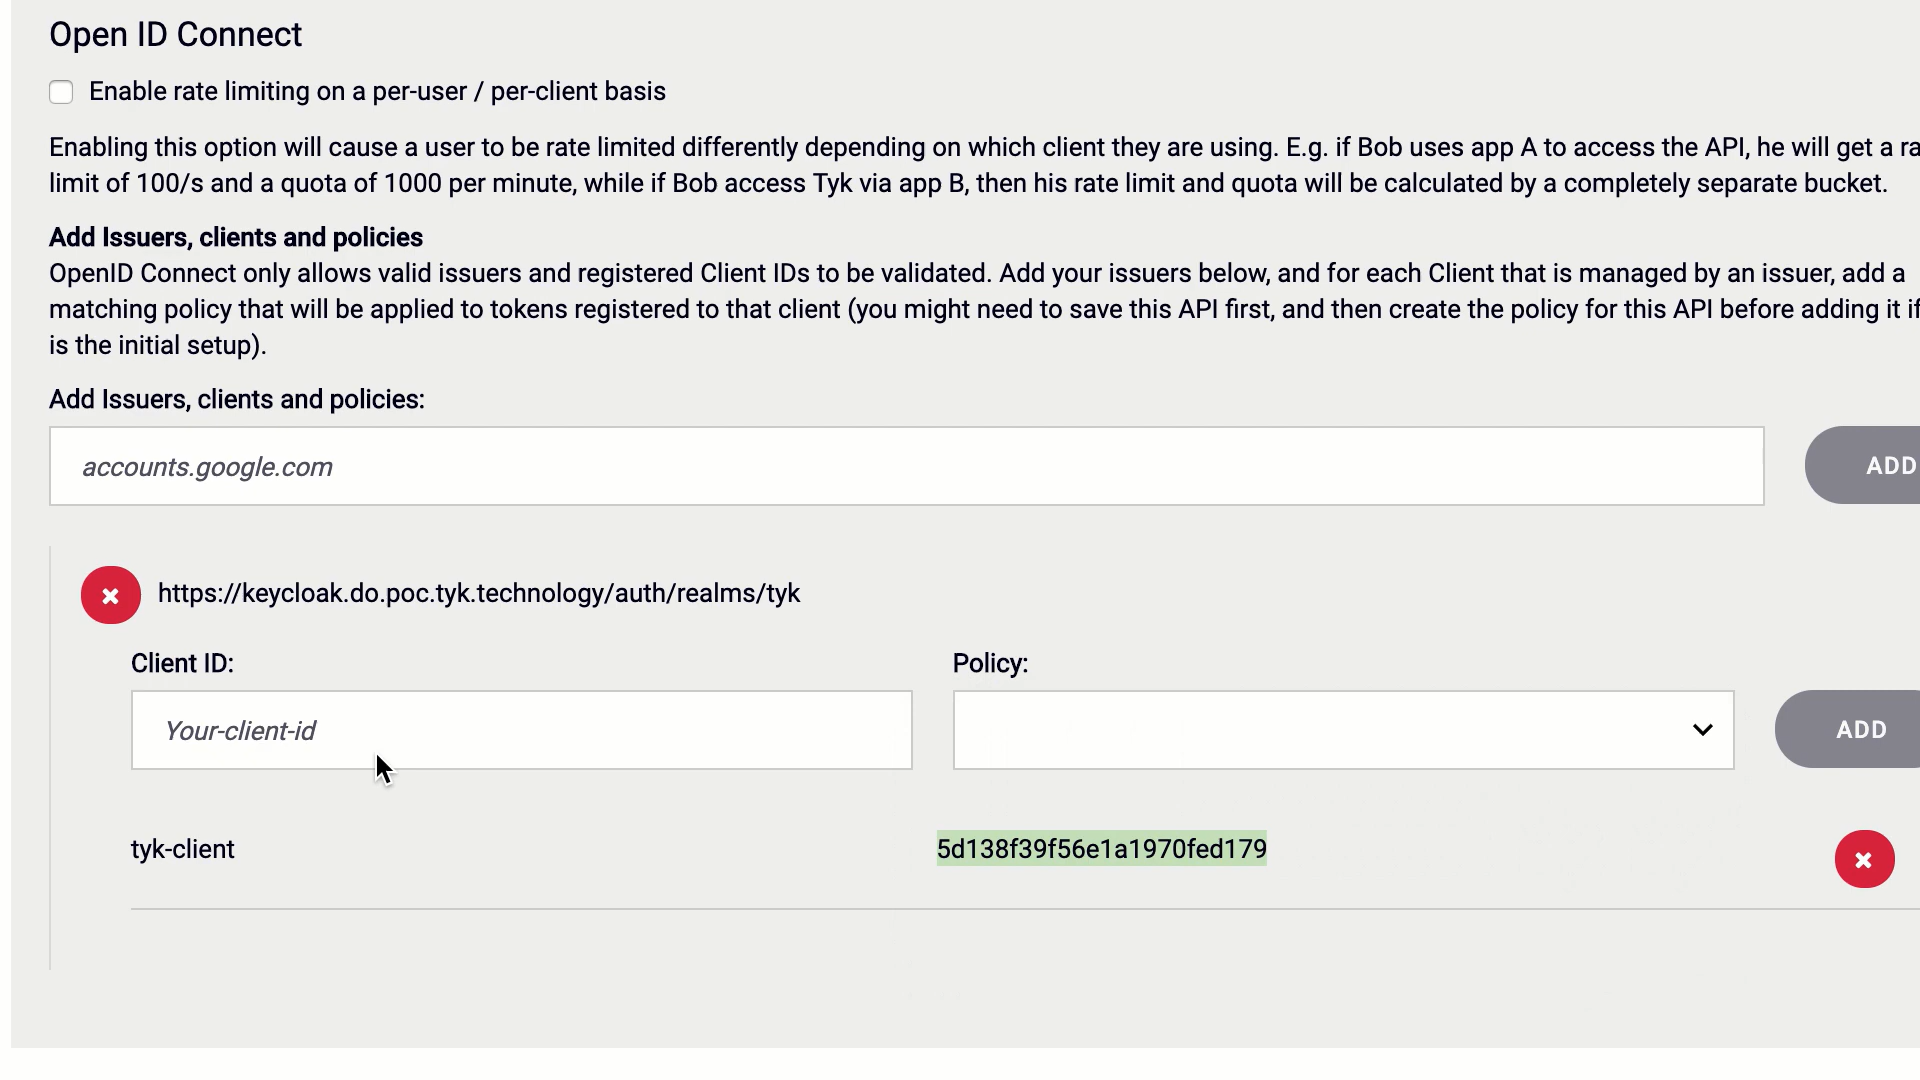 Open ID Connect
Enable rate limiting on a per-user / per-client basis
Enabling this option will cause a user to be rate limited differently depending on which client they are using. E.g. if Bob uses app A to access the API, he will get a
limit of 100/s and a quota of 1000 per minute, while if Bob access Tyk via app B, then his rate limit and quota will be calculated by a completely separate bucket.
Add Issuers, clients and policies
OpenID Connect only allows valid issuers and registered Client IDs to be validated. Add your issuers below, and for each Client that is managed by an issuer, add a
matching policy that will be applied to tokens registered to that client (you might need to save this API first, and then create the policy for this API before adding it if
is the initial setup).
Add Issuers, clients and policies:
accounts.google.com
ADD
https://keycloak.do.poc.tyk.technology/auth/realms/tyk
Client ID:
Policy:
Your-client-id
ADD
tyk-client
5d138f39f56e1a1970fed179